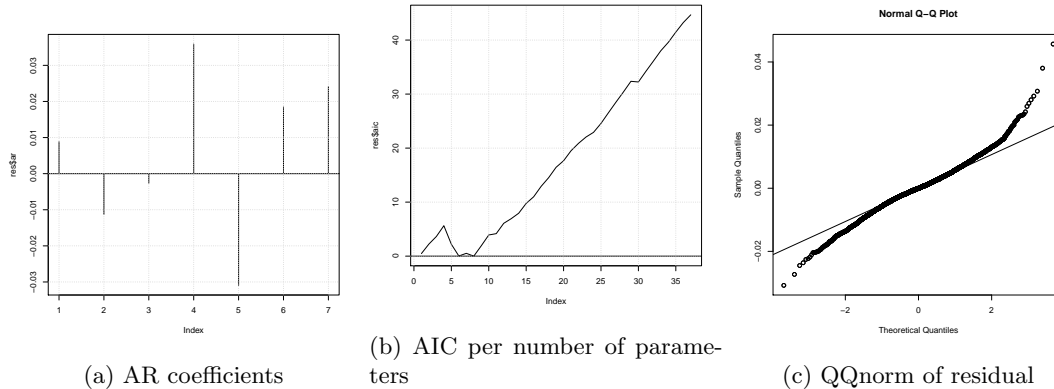 Normal Q−Q Plot
res$ar
−0.03 −0.02 −0.01 0.00 0.01 0.02 0.03
1 2 3 4 5 6 7
Index
res$aic
0 10 20 30 40
0 5 10 15 20 25 30 35
Index
Sample Quantiles
−0.02 0.00 0.02 0.04
−2 0 2
Theoretical Quantiles
(a) AR coefficients
(b) AIC per number of parame-
ters
(c) QQnorm of residual